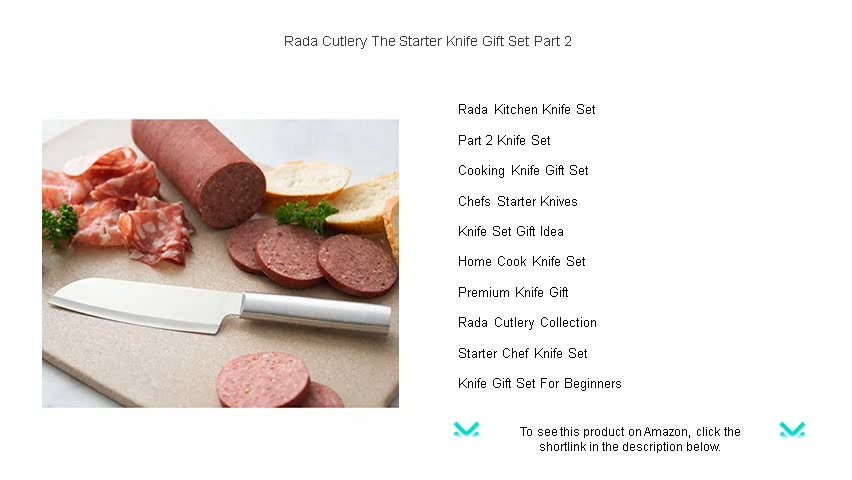 Rada Cutlery The Starter Knife Gift Set Part 2
Rada Kitchen Knife Set
Part 2 Knife Set
Cooking Knife Gift Set
Chefs Starter Knives
Knife Set Gift Idea
Home Cook Knife Set
Premium Knife Gift
Rada Cutlery Collection
Starter Chef Knife Set
Knife Gift Set For Beginners
To see this product on Amazon, click the
shortlink in the description below.